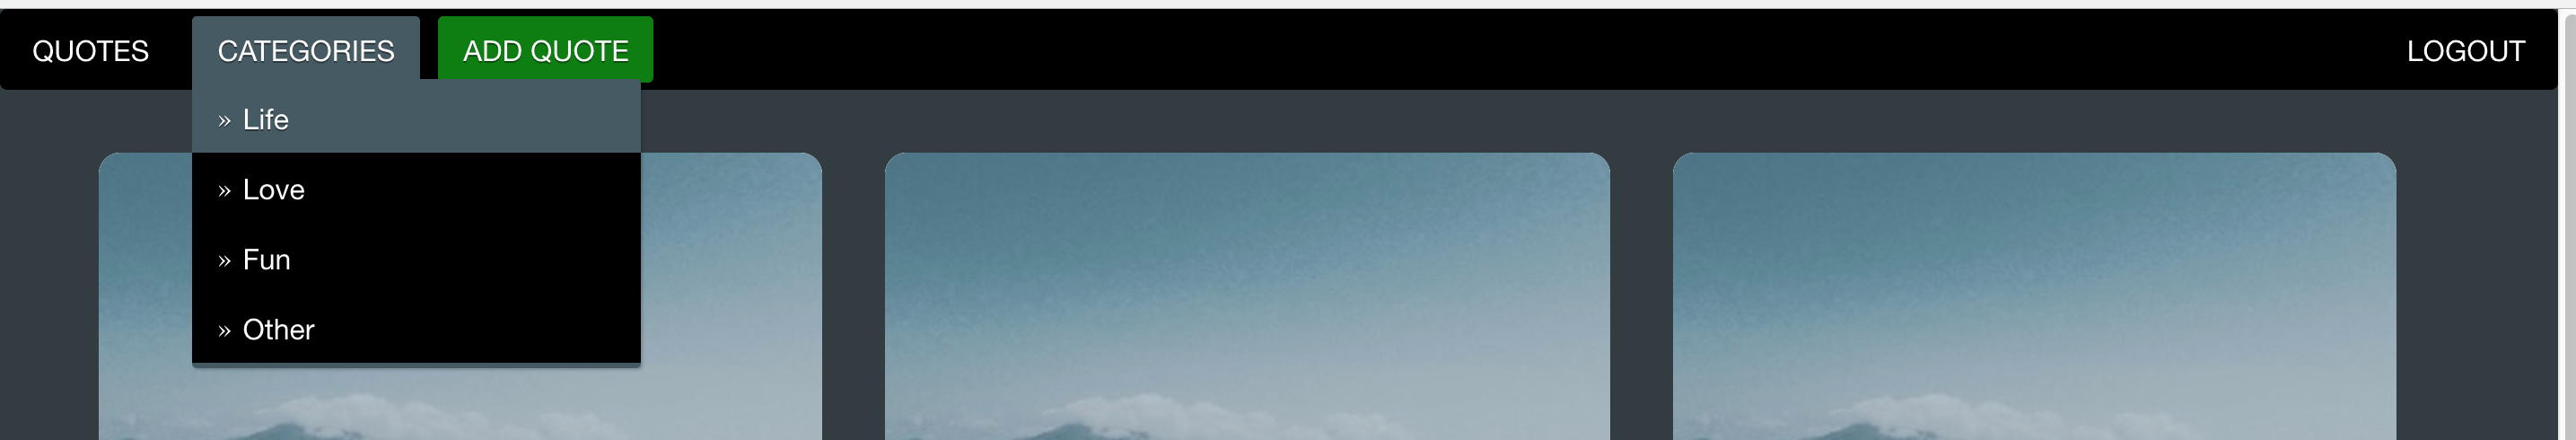 QUOTES CATEGORIES ADD QUOTE LOGOUT
» Life
» Love
» Fun
» Other